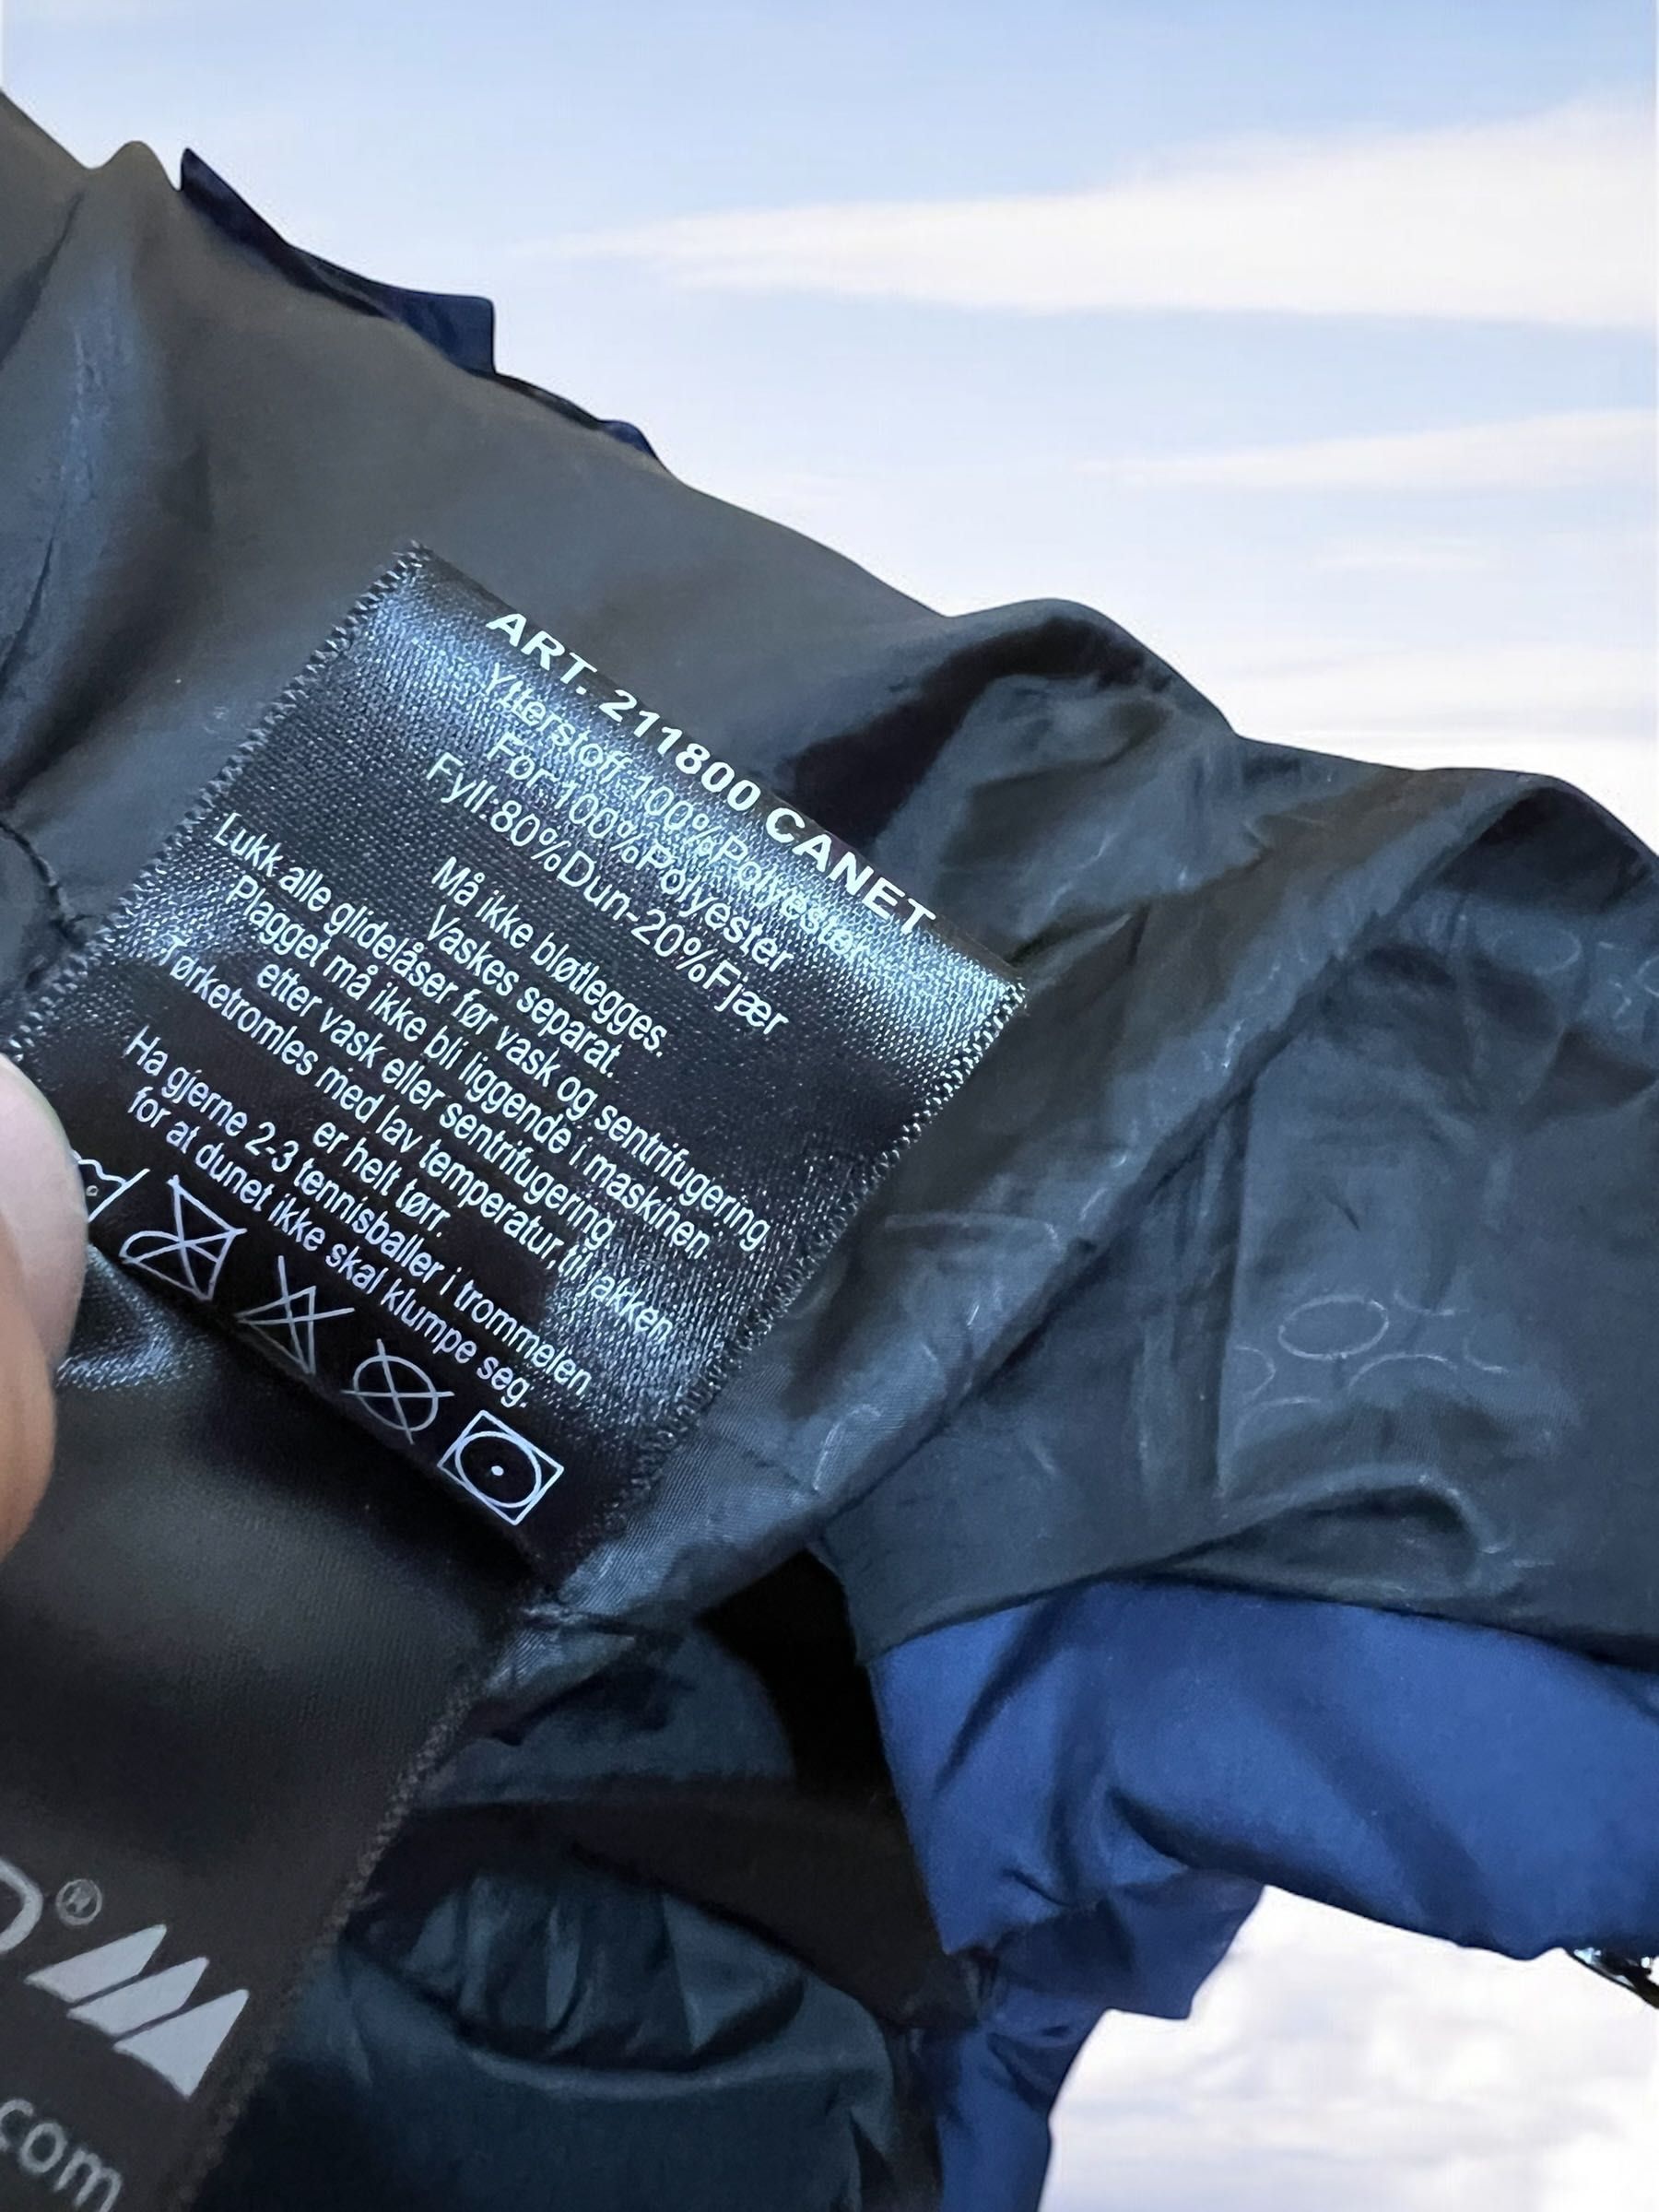 ART. 211800 CANET
Ytterstoff:100%Polyester
Fôr:100%Polyester
Fyll:80%Dun-20%Fjær
Må ikke bløtlegges.
Vaskes separat.
Lukk alle glidelåser før vask og sentrifugering
Plagget må ikke bli liggende i maskinen
etter vask eller sentrifugering
Tørketromles med lav temperatur, til jakken
er helt tørr.
Ha gjerne 2-3 tennisballer i trommelen
for at dunet ikke skal klumpe seg.
®
com